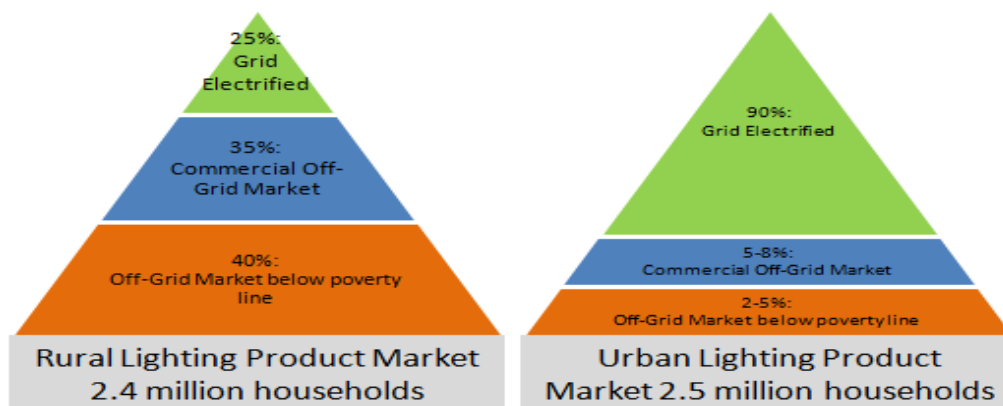 25%:
Grid
Electrified
35%:
Commercial Off-
Grid Market
40%:
Off-Grid Market below poverty
line
Rural Lighting Product Market
2.4 million households
90%:
Grid Electrified
5-8%:
Commercial Off-Grid Market
2-5%:
Off-Grid Market below poverty line
Urban Lighting Product
Market 2.5 million households